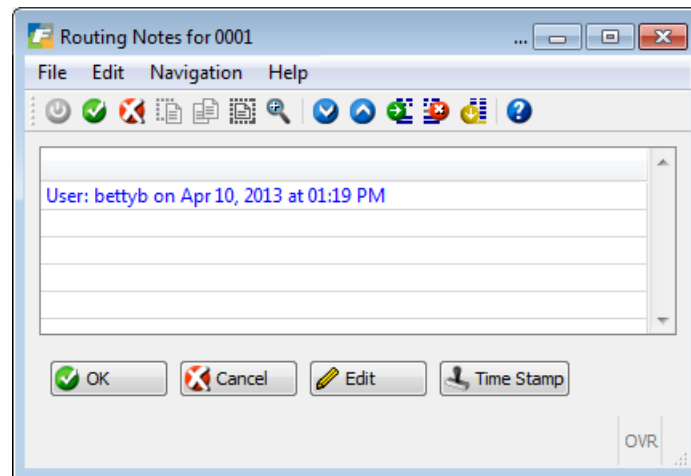 Routing Notes for 0001 ...
File Edit Navigation Help
User: bettyb on Apr 10, 2013 at 01:19 PM
OK Cancel Edit Time Stamp
OVR